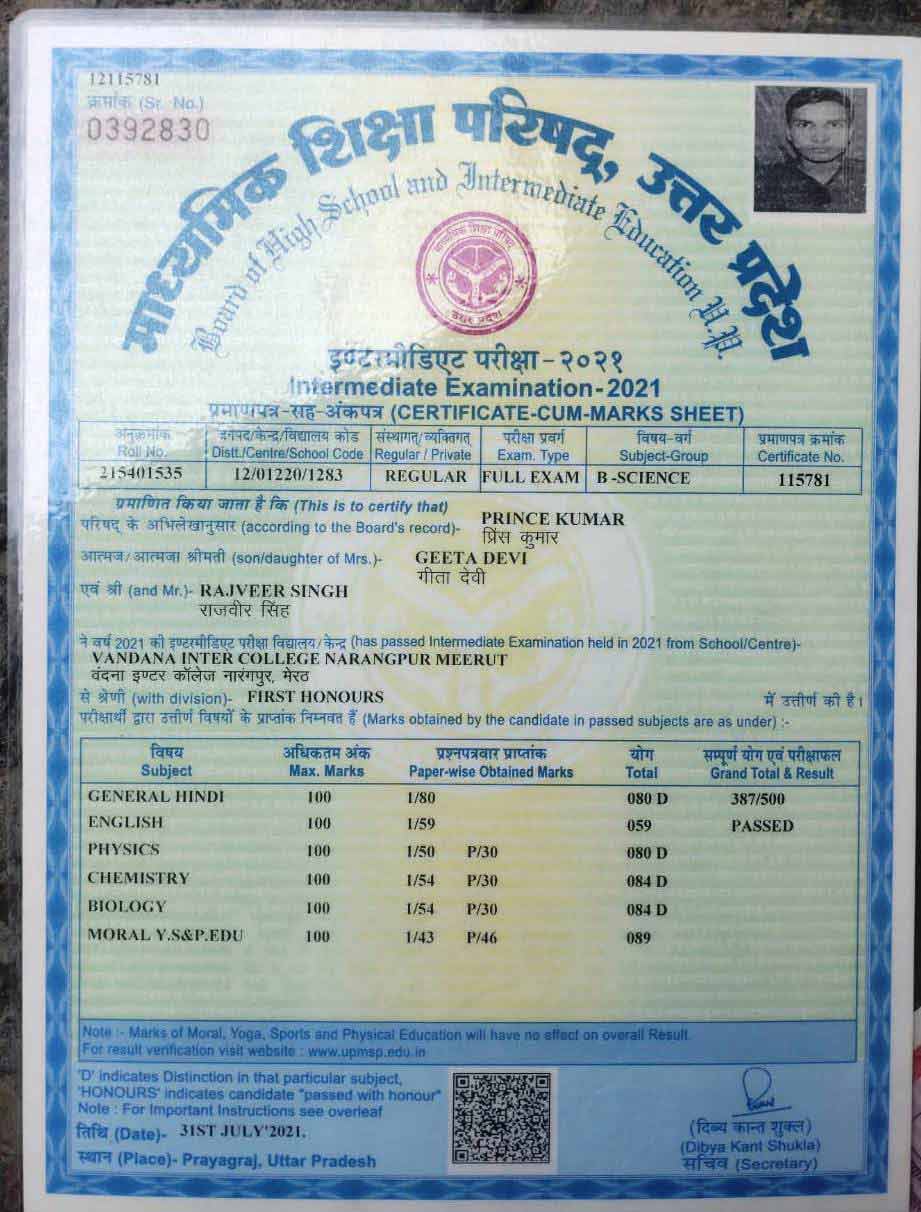 12115781
क्रमांक (Sr. No.)
0392830
माध्यमिक शिक्षा परिषद्, उत्तर प्रदेश
Board of High School and Intermediate Education U.P.
माध्यमिक शिक्षा परिषद्
उत्तर प्रदेश
इण्टरमीडिएट परीक्षा-२०२१
Intermediate Examination-2021
प्रमाणपत्र-सह-अंकपत्र (CERTIFICATE-CUM-MARKS SHEET)
अनुक्रमांक जनपद/केन्द्र/विद्यालय कोड संस्थागत/व्यक्तिगत परीक्षा प्रवर्ग विषय-वर्ग प्रमाणपत्र क्रमांक
Roll No. Distt./Centre/School Code Regular / Private Exam. Type Subject-Group Certificate No.
215401535 12/01220/1283 REGULAR FULL EXAM B -SCIENCE 115781
प्रमाणित किया जाता है कि (This is to certify that)
परिषद् के अभिलेखानुसार (according to the Board's record)- PRINCE KUMAR
प्रिंस कुमार
आत्मज/आत्मजा श्रीमती (son/daughter of Mrs.)- GEETA DEVI
गीता देवी
एवं श्री (and Mr.)- RAJVEER SINGH
राजवीर सिंह
ने वर्ष 2021 की इण्टरमीडिएट परीक्षा विद्यालय/केन्द्र (has passed Intermediate Examination held in 2021 from School/Centre)-
VANDANA INTER COLLEGE NARANGPUR MEERUT
वंदना इण्टर कॉलेज नारंगपुर, मेरठ
से श्रेणी (with division)- FIRST HONOURS में उत्तीर्ण की है।
परीक्षार्थी द्वारा उत्तीर्ण विषयों के प्राप्तांक निम्नवत हैं (Marks obtained by the candidate in passed subjects are as under) :-
विषय अधिकतम अंक प्रश्नपत्रवार प्राप्तांक योग सम्पूर्ण योग एवं परीक्षाफल
Subject Max. Marks Paper-wise Obtained Marks Total Grand Total & Result
GENERAL HINDI 100 1/80 080 D 387/500
ENGLISH 100 1/59 059 PASSED
PHYSICS 100 1/50 P/30 080 D
CHEMISTRY 100 1/54 P/30 084 D
BIOLOGY 100 1/54 P/30 084 D
MORAL Y.S&P.EDU 100 1/43 P/46 089
Note :- Marks of Moral, Yoga, Sports and Physical Education will have no effect on overall Result.
For result verification visit website : www.upmsp.edu.in
'D' indicates Distinction in that particular subject,
'HONOURS' indicates candidate "passed with honour"
Note : For Important Instructions see overleaf
तिथि (Date)- 31ST JULY'2021.
स्थान (Place)- Prayagraj, Uttar Pradesh
(दिब्य कान्त शुक्ल)
(Dibya Kant Shukla)
सचिव (Secretary)